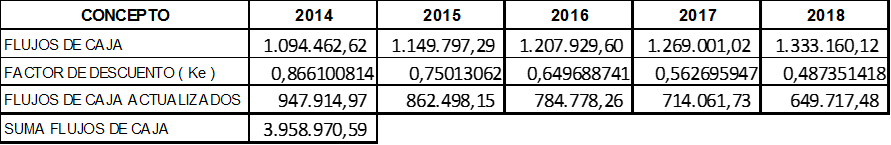 CONCEPTO 2014 2015 2016 2017 2018
FLUJOS DE CAJA 1.094.462,62 1.149.797,29 1.207.929,60 1.269.001,02 1.333.160,12
FACTOR DE DESCUENTO ( Ke ) 0,866100814 0,75013062 0,649688741 0,562695947 0,487351418
FLUJOS DE CAJA ACTUALIZADOS 947.914,97 862.498,15 784.778,26 714.061,73 649.717,48
SUMA FLUJOS DE CAJA 3.958.970,59